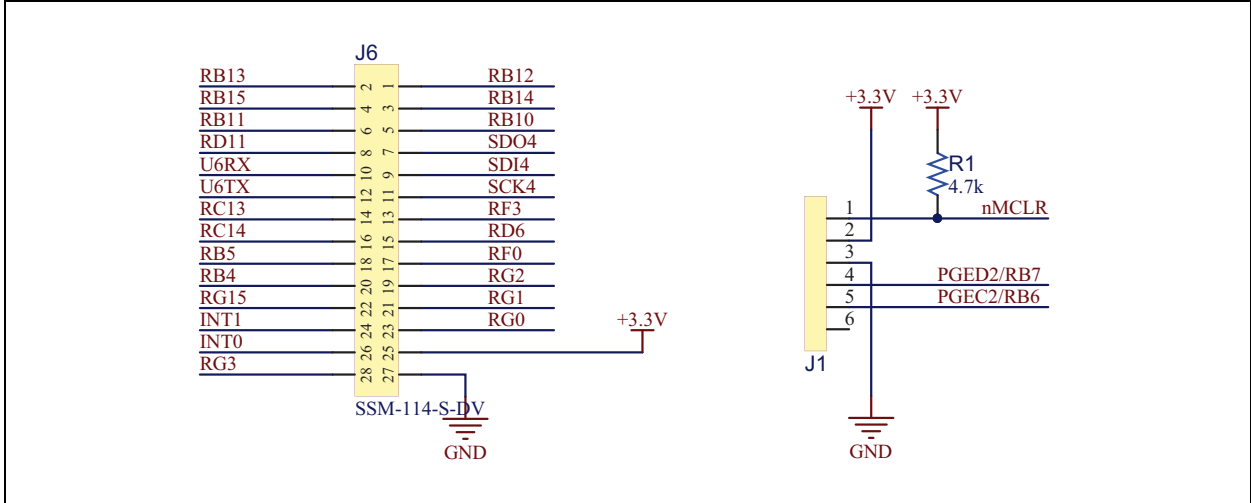 J6
RB13 2 1 RB12
RB15 4 3 RB14
RB11 6 5 RB10
RD11 8 7 SDO4
U6RX 10 9 SDI4
U6TX 12 11 SCK4
RC13 14 13 RF3
RC14 16 15 RD6
RB5 18 17 RF0
RB4 20 19 RG2
RG15 22 21 RG1
INT1 24 23 RG0
+3.3V
INT0 26 25
RG3 28 27
SSM-114-S-DV
GND
+3.3V +3.3V
R1
4.7k
1 nMCLR
2
3
4 PGED2/RB7
5 PGEC2/RB6
6
J1
GND